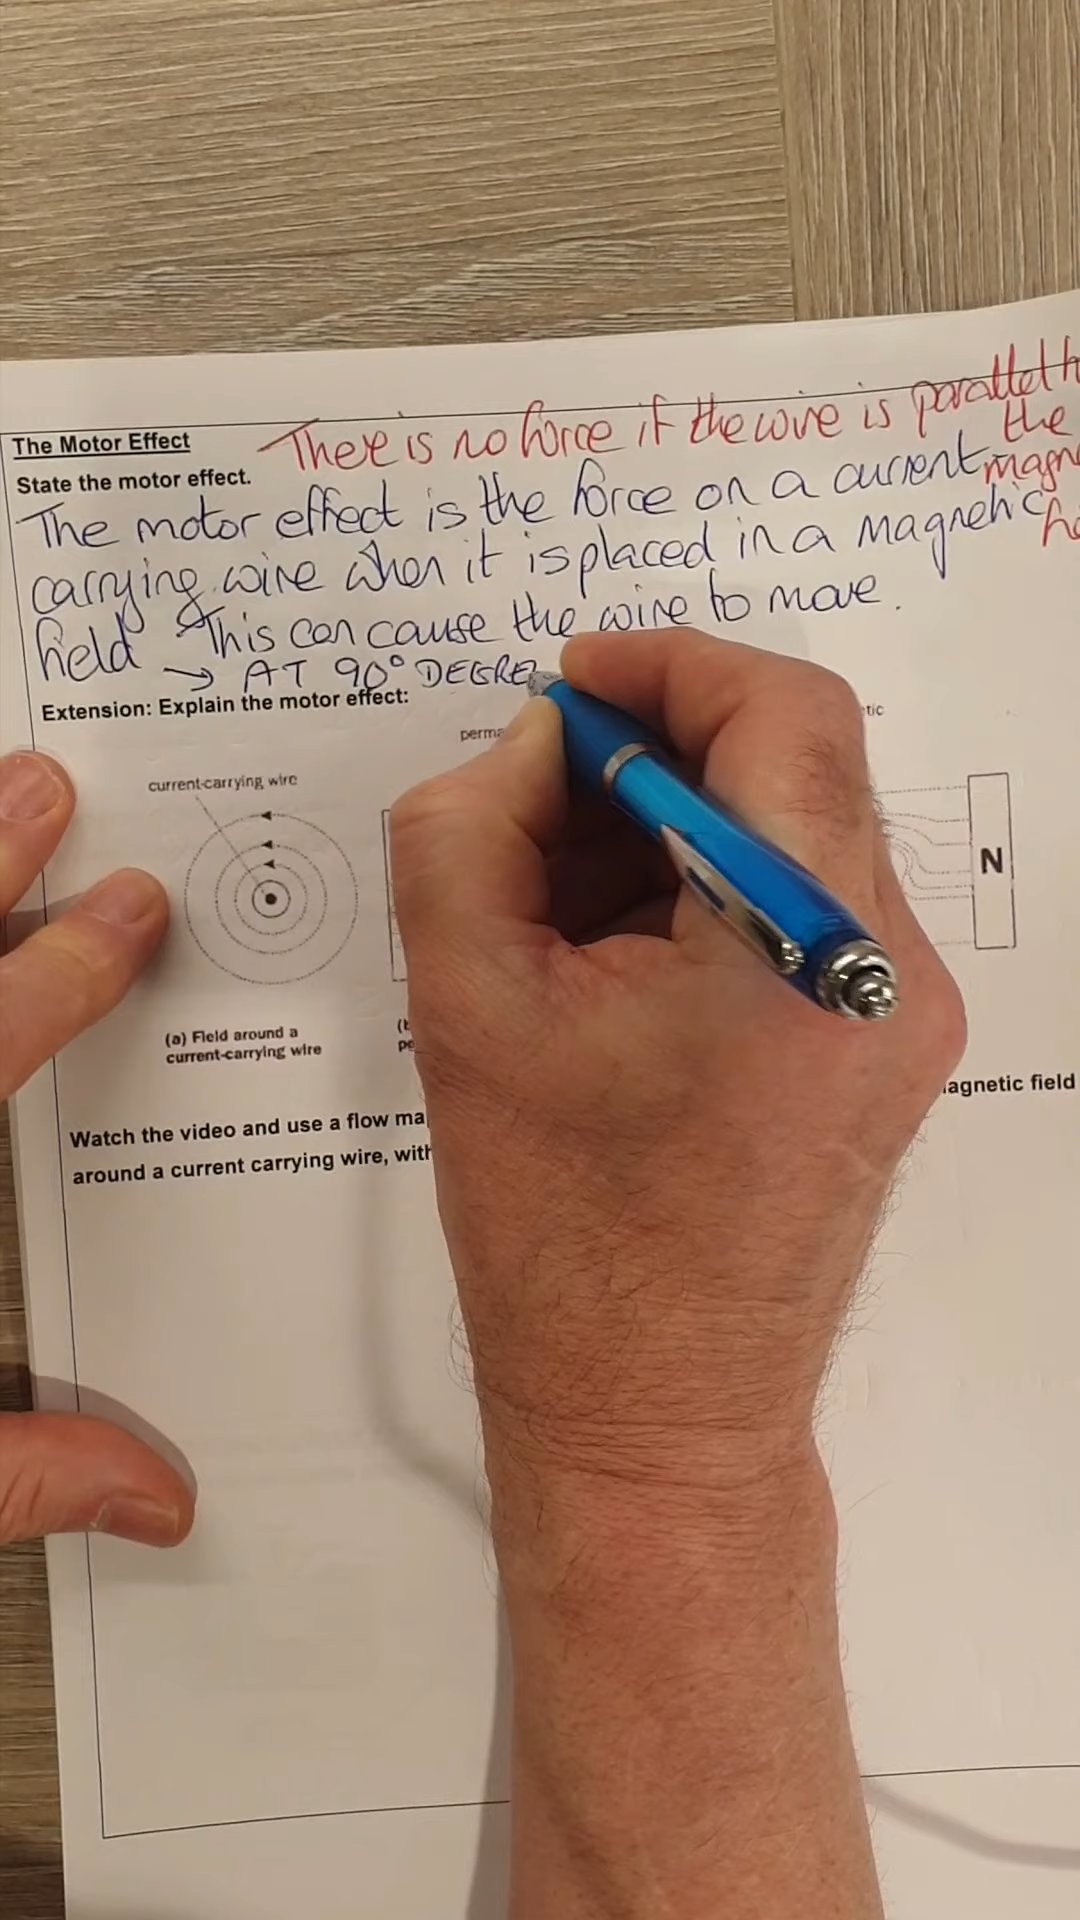 The Motor Effect
There is no force if the wire is parallel
the
State the motor effect.
The motor effect is the force on a current
carrying wire when it is placed in a magnetic
field This can cause the wire to move.
→ AT 90° DEGRE
Extension: Explain the motor effect:
current-carrying wire
N
(a) Field around a
current-carrying wire
Watch the video and use a flow
magnetic field
around a current carrying wire, with